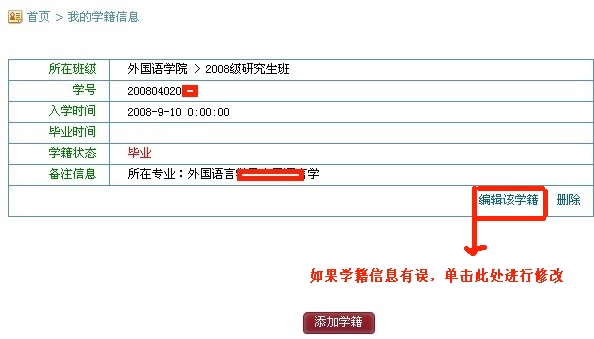 首页 > 我的学籍信息
所在班级 外国语学院 > 2008级研究生班
学号 200804020
入学时间 2008-9-10 0:00:00
毕业时间
学籍状态 毕业
备注信息 所在专业：外国语言学
编辑该学籍 删除
如果学籍信息有误，单击此处进行修改
添加学籍